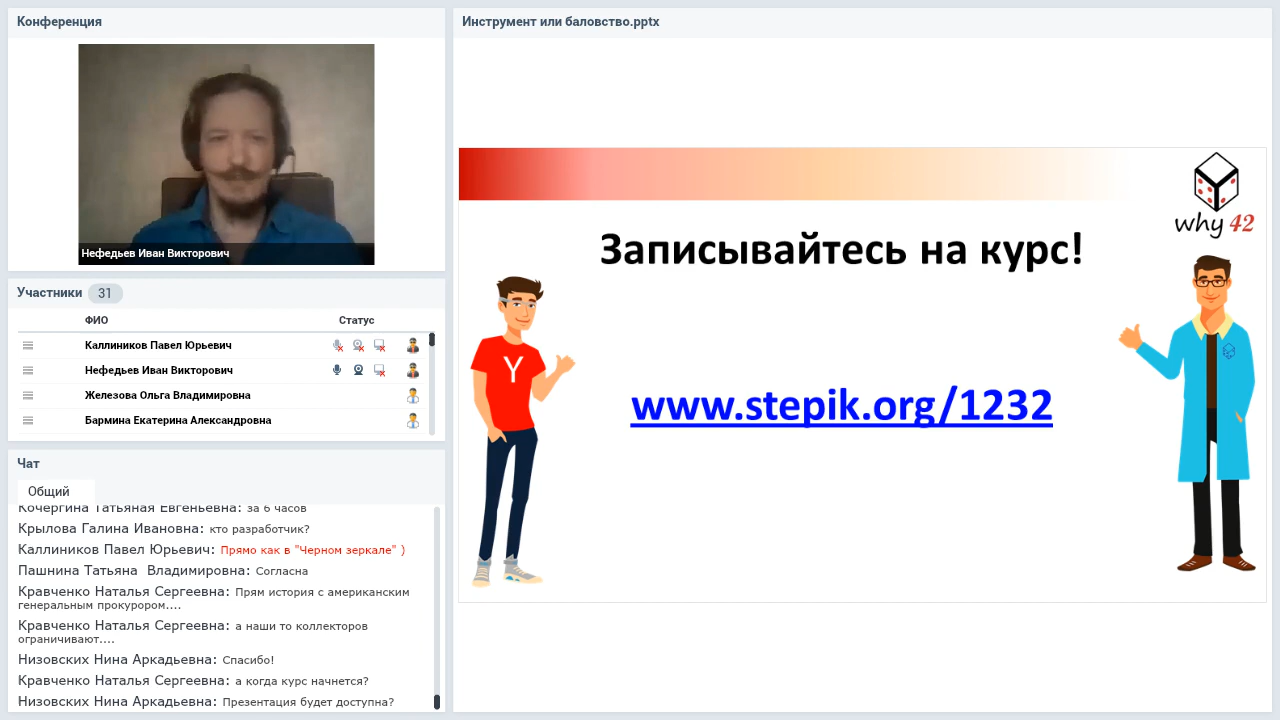 Конференция
Нефедьев Иван Викторович
Участники 31
ФИО Статус
Каллиников Павел Юрьевич
Нефедьев Иван Викторович
Железова Ольга Владимировна
Бармина Екатерина Александровна
Чат
Общий
Кочергина Татьяная Евгеньевна: за 6 часов
Крылова Галина Ивановна: кто разработчик?
Каллиников Павел Юрьевич: Прямо как в "Черном зеркале" )
Пашнина Татьяна Владимировна: Согласна
Кравченко Наталья Сергеевна: Прям история с американским
генеральным прокурором....
Кравченко Наталья Сергеевна: а наши то коллекторов
ограничивают....
Низовских Нина Аркадьевна: Спасибо!
Кравченко Наталья Сергеевна: а когда курс начнется?
Низовских Нина Аркадьевна: Презентация будет доступна?
Инструмент или баловство.pptx
why 42
Записывайтесь на курс!
Y
www.stepik.org/1232